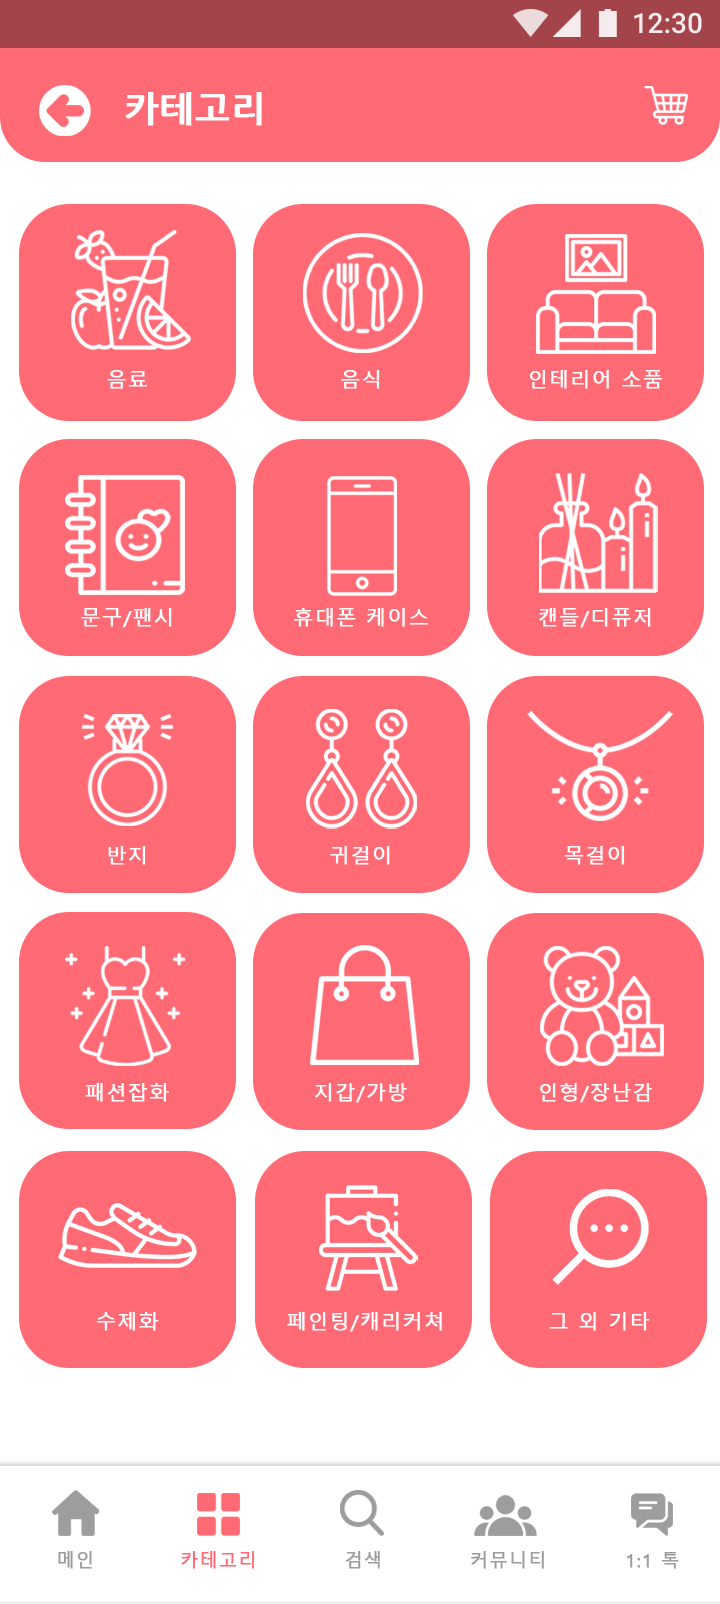 12:30
카테고리
음료
음식
인테리어 소품
문구/팬시
휴대폰 케이스
캔들/디퓨저
반지
귀걸이
목걸이
패션잡화
지갑/가방
인형/장난감
수제화
페인팅/캐리커쳐
그 외 기타
메인
카테고리
검색
커뮤니티
1:1 톡